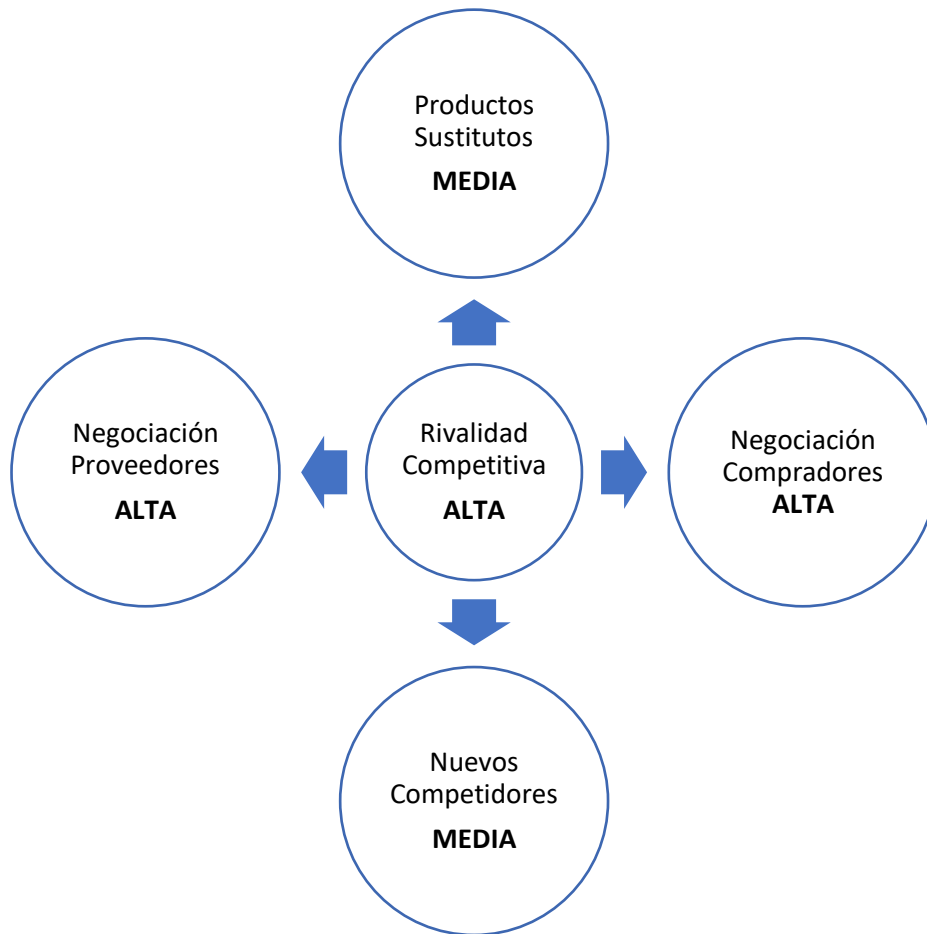 Productos
Sustitutos
MEDIA
Negociación
Proveedores
ALTA
Rivalidad
Competitiva
ALTA
Negociación
Compradores
ALTA
Nuevos
Competidores
MEDIA